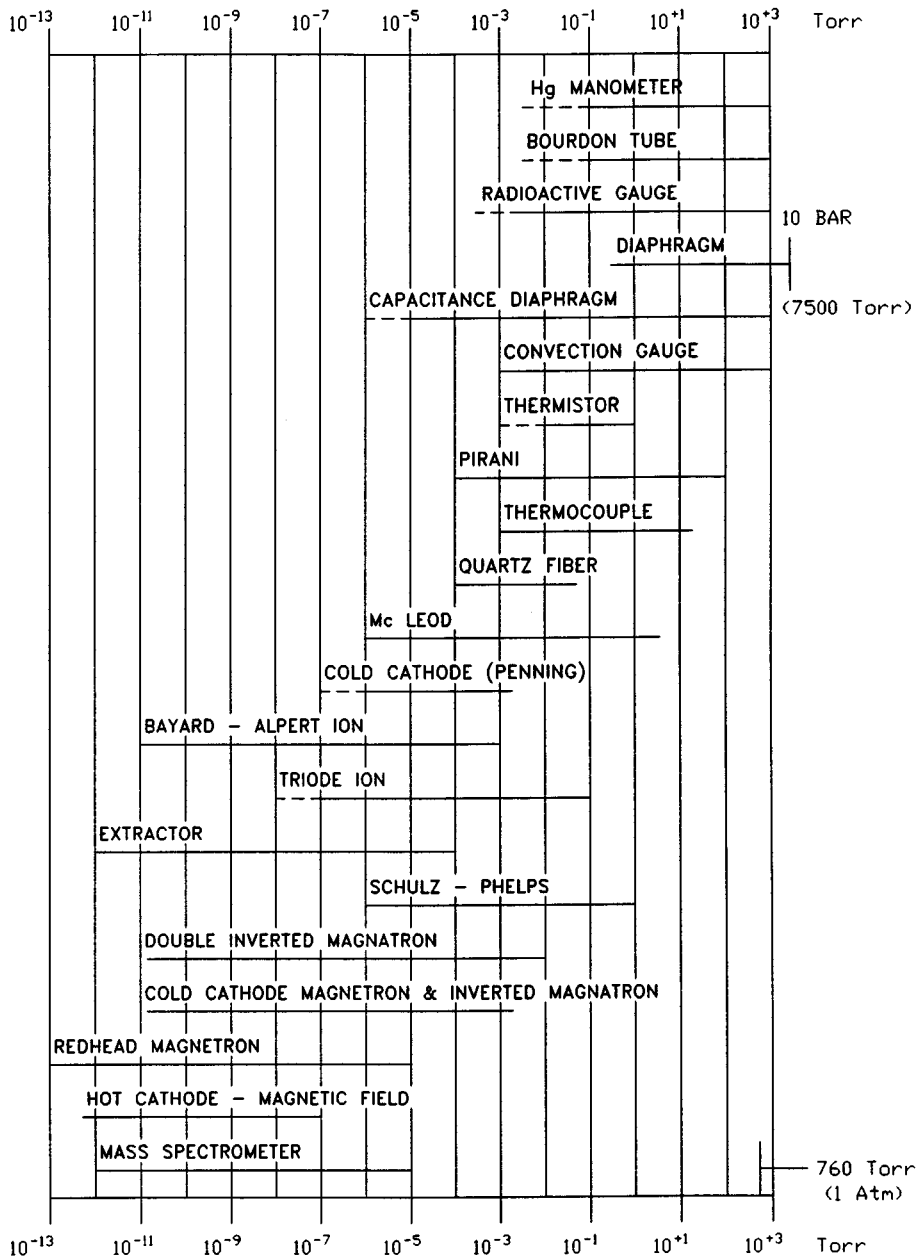 10⁻¹³ 10⁻¹¹ 10⁻⁹ 10⁻⁷ 10⁻⁵ 10⁻³ 10⁻¹ 10⁺¹ 10⁺³ Torr
Hg MANOMETER
BOURDON TUBE
RADIOACTIVE GAUGE
10 BAR
DIAPHRAGM
CAPACITANCE DIAPHRAGM
(7500 Torr)
CONVECTION GAUGE
THERMISTOR
PIRANI
THERMOCOUPLE
QUARTZ FIBER
Mc LEOD
COLD CATHODE (PENNING)
BAYARD - ALPERT ION
TRIODE ION
EXTRACTOR
SCHULZ - PHELPS
DOUBLE INVERTED MAGNATRON
COLD CATHODE MAGNETRON & INVERTED MAGNATRON
REDHEAD MAGNETRON
HOT CATHODE - MAGNETIC FIELD
MASS SPECTROMETER
760 Torr
(1 Atm)
10⁻¹³ 10⁻¹¹ 10⁻⁹ 10⁻⁷ 10⁻⁵ 10⁻³ 10⁻¹ 10⁺¹ 10⁺³ Torr